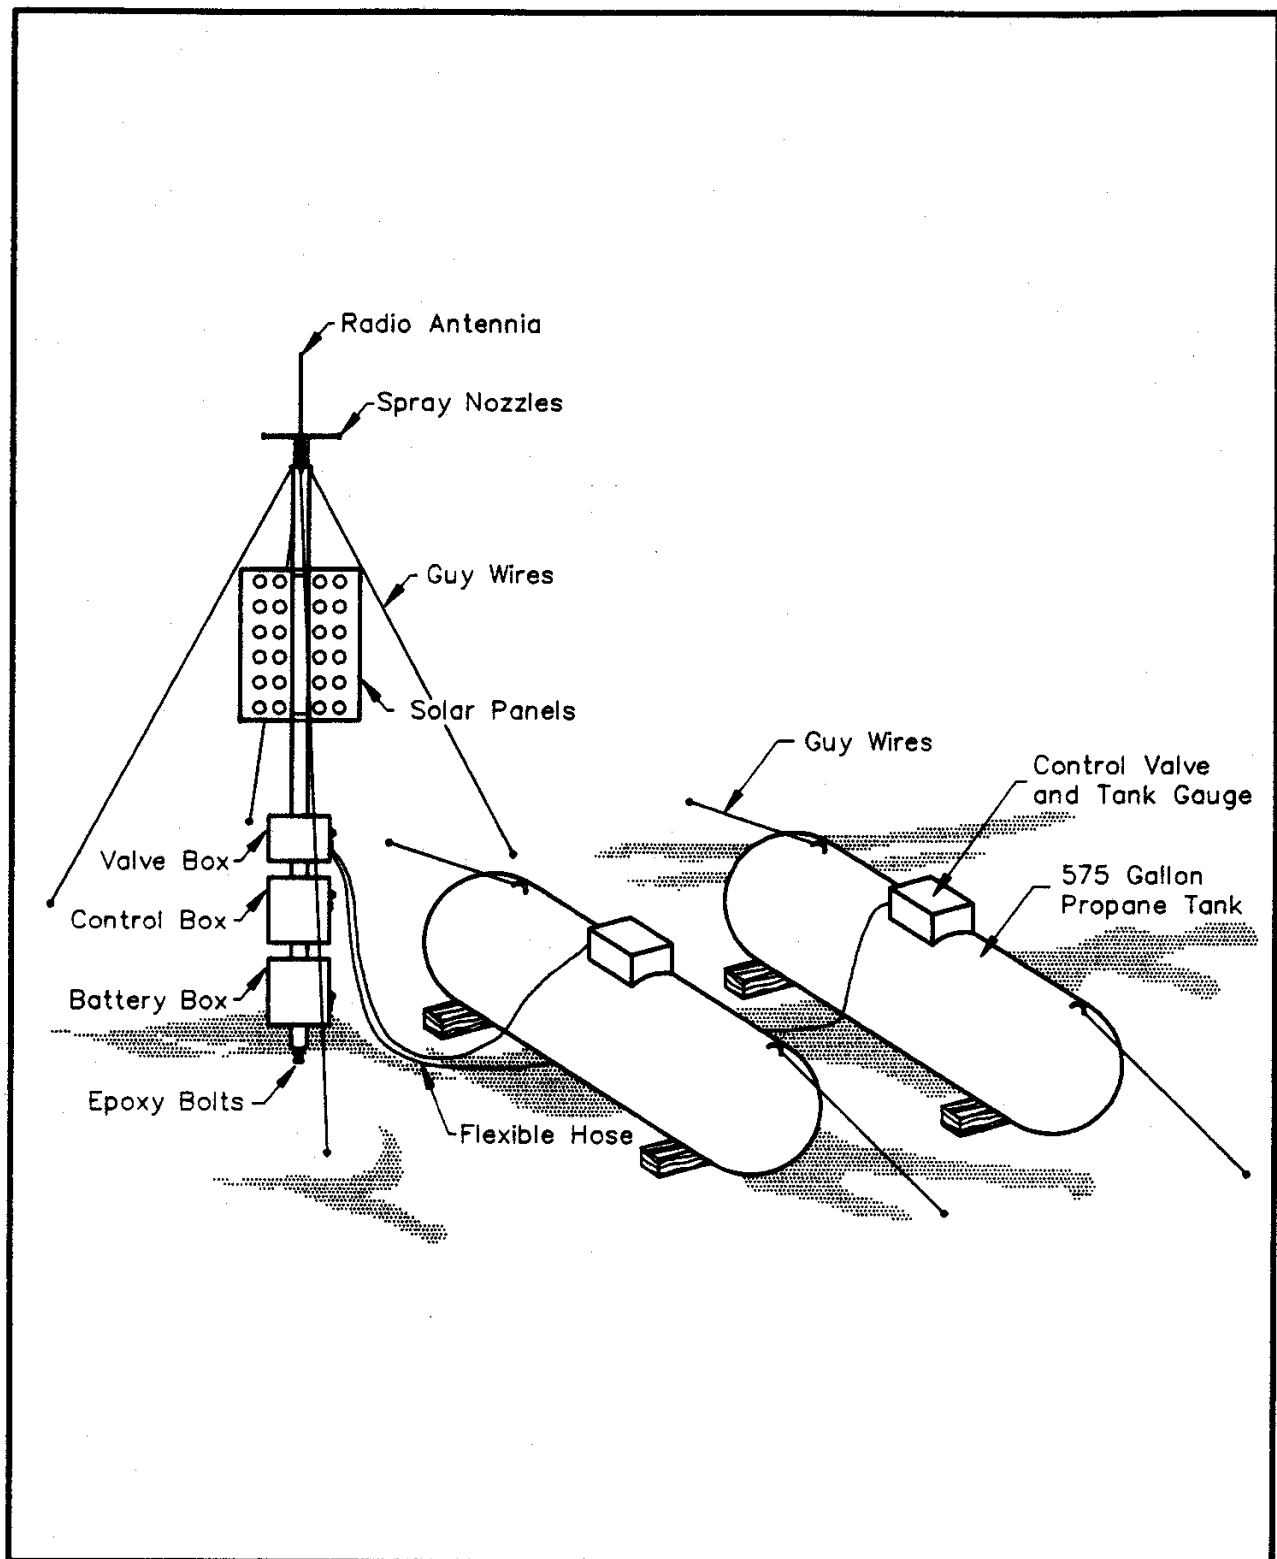 Radio Antennia
Spray Nozzles
Guy Wires
Solar Panels
Guy Wires
Control Valve
and Tank Gauge
Valve Box
575 Gallon
Propane Tank
Control Box
Battery Box
Epoxy Bolts
Flexible Hose